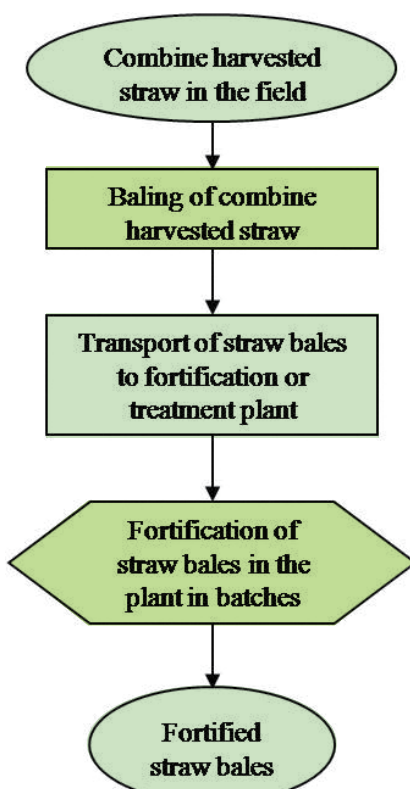 Combine harvested
straw in the field
Baling of combine
harvested straw
Transport of straw bales
to fortification or
treatment plant
Fortification of
straw bales in the
plant in batches
Fortified
straw bales